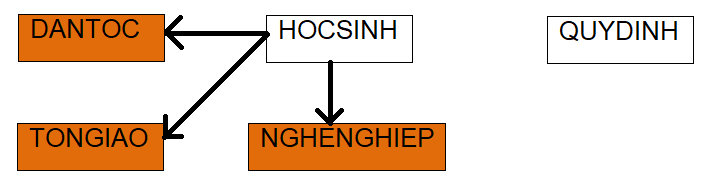 DANTOC
HOCSINH
QUYDINH
TONGIAO
NGHENGHIEP